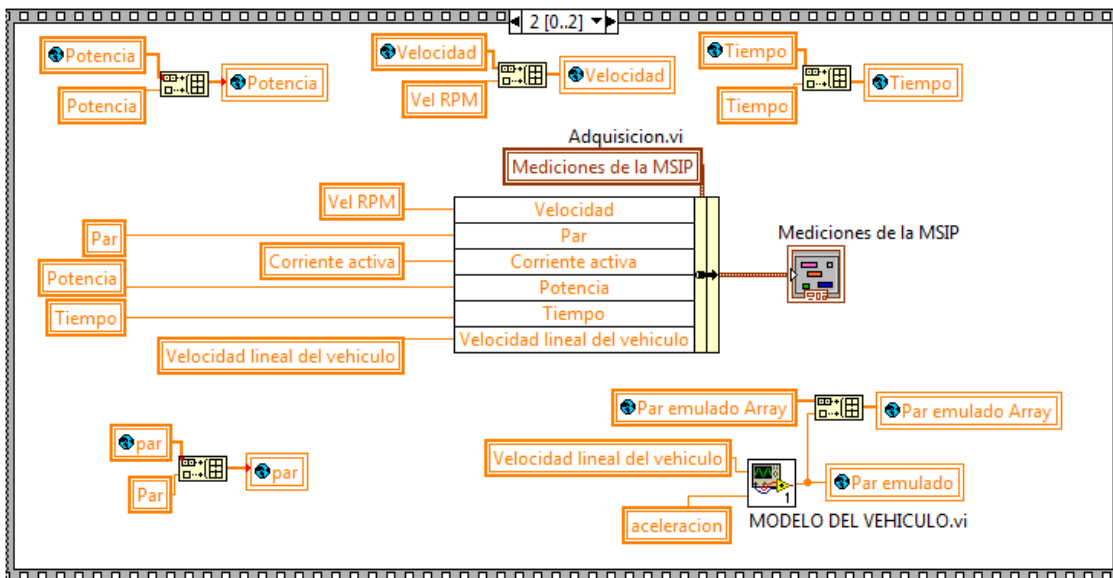 2 [0..2]
Potencia
Potencia
Potencia
Velocidad
Vel RPM
Velocidad
Tiempo
Tiempo
Tiempo
Adquisicion.vi
Mediciones de la MSIP
Vel RPM
Par
Corriente activa
Potencia
Tiempo
Velocidad lineal del vehiculo
Velocidad
Par
Corriente activa
Potencia
Tiempo
Velocidad lineal del vehiculo
Mediciones de la MSIP
par
Par
par
Par emulado Array
Par emulado Array
Velocidad lineal del vehiculo
aceleracion
1
MODELO DEL VEHICULO.vi
Par emulado